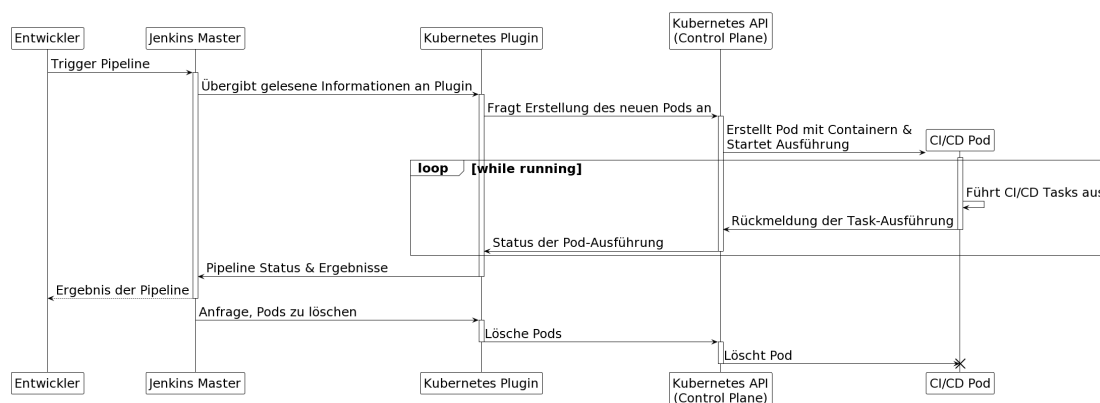 Entwickler
Jenkins Master
Kubernetes Plugin
Kubernetes API
(Control Plane)
Trigger Pipeline
Übergibt gelesene Informationen an Plugin
Fragt Erstellung des neuen Pods an
Erstellt Pod mit Containern &
Startet Ausführung
CI/CD Pod
loop [while running]
Führt CI/CD Tasks aus
Rückmeldung der Task-Ausführung
Status der Pod-Ausführung
Pipeline Status & Ergebnisse
Ergebnis der Pipeline
Anfrage, Pods zu löschen
Lösche Pods
Löscht Pod
Entwickler
Jenkins Master
Kubernetes Plugin
Kubernetes API
(Control Plane)
CI/CD Pod